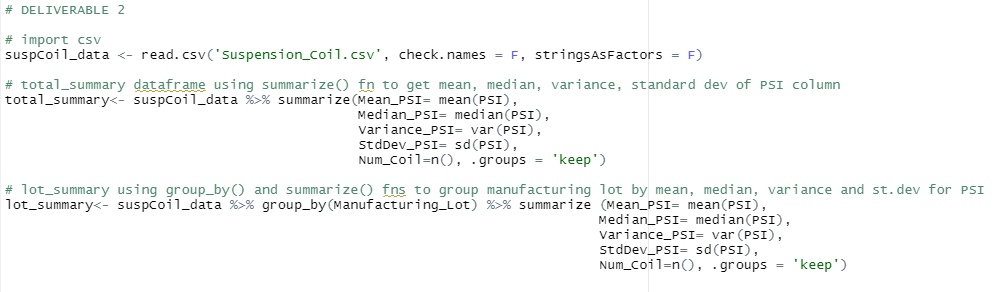 # DELIVERABLE 2
# import csv
suspCoil_data <- read.csv('Suspension_Coil.csv', check.names = F, stringsAsFactors = F)
# total_summary dataframe using summarize() fn to get mean, median, variance, standard dev of PSI column
total_summary<- suspCoil_data %>% summarize(Mean_PSI= mean(PSI),
Median_PSI= median(PSI),
Variance_PSI= var(PSI),
StdDev_PSI= sd(PSI),
Num_Coil=n(), .groups = 'keep')
# lot_summary using group_by() and summarize() fns to group manufacturing lot by mean, median, variance and st.dev for PSI
lot_summary<- suspCoil_data %>% group_by(Manufacturing_Lot) %>% summarize (Mean_PSI= mean(PSI),
Median_PSI= median(PSI),
Variance_PSI= var(PSI),
StdDev_PSI= sd(PSI),
Num_Coil=n(), .groups = 'keep')